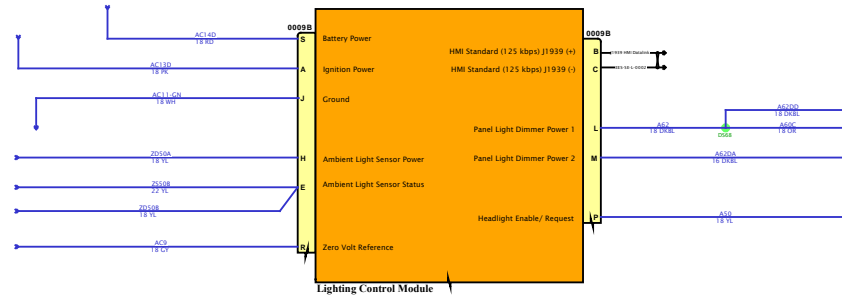 0009B
AC14D
18 RD
S
Battery Power
AC13D
18 PK
A
Ignition Power
AC11-GN
18 WH
J
Ground
ZD50A
18 YL
H
Ambient Light Sensor Power
ZS50B
22 YL
E
Ambient Light Sensor Status
ZD50B
18 YL
AC9
18 GY
R
Zero Volt Reference
0009B
HMI Standard (125 kbps) J1939 (+)
B
J1939 HMI Datalink
HMI Standard (125 kbps) J1939 (-)
C
Panel Light Dimmer Power 1
L
A62
18 DKBL
DS68
A62DD
18 DKBL
A60C
18 OR
Panel Light Dimmer Power 2
M
A62DA
16 DKBL
Headlight Enable/ Request
P
A50
18 YL
Lighting Control Module